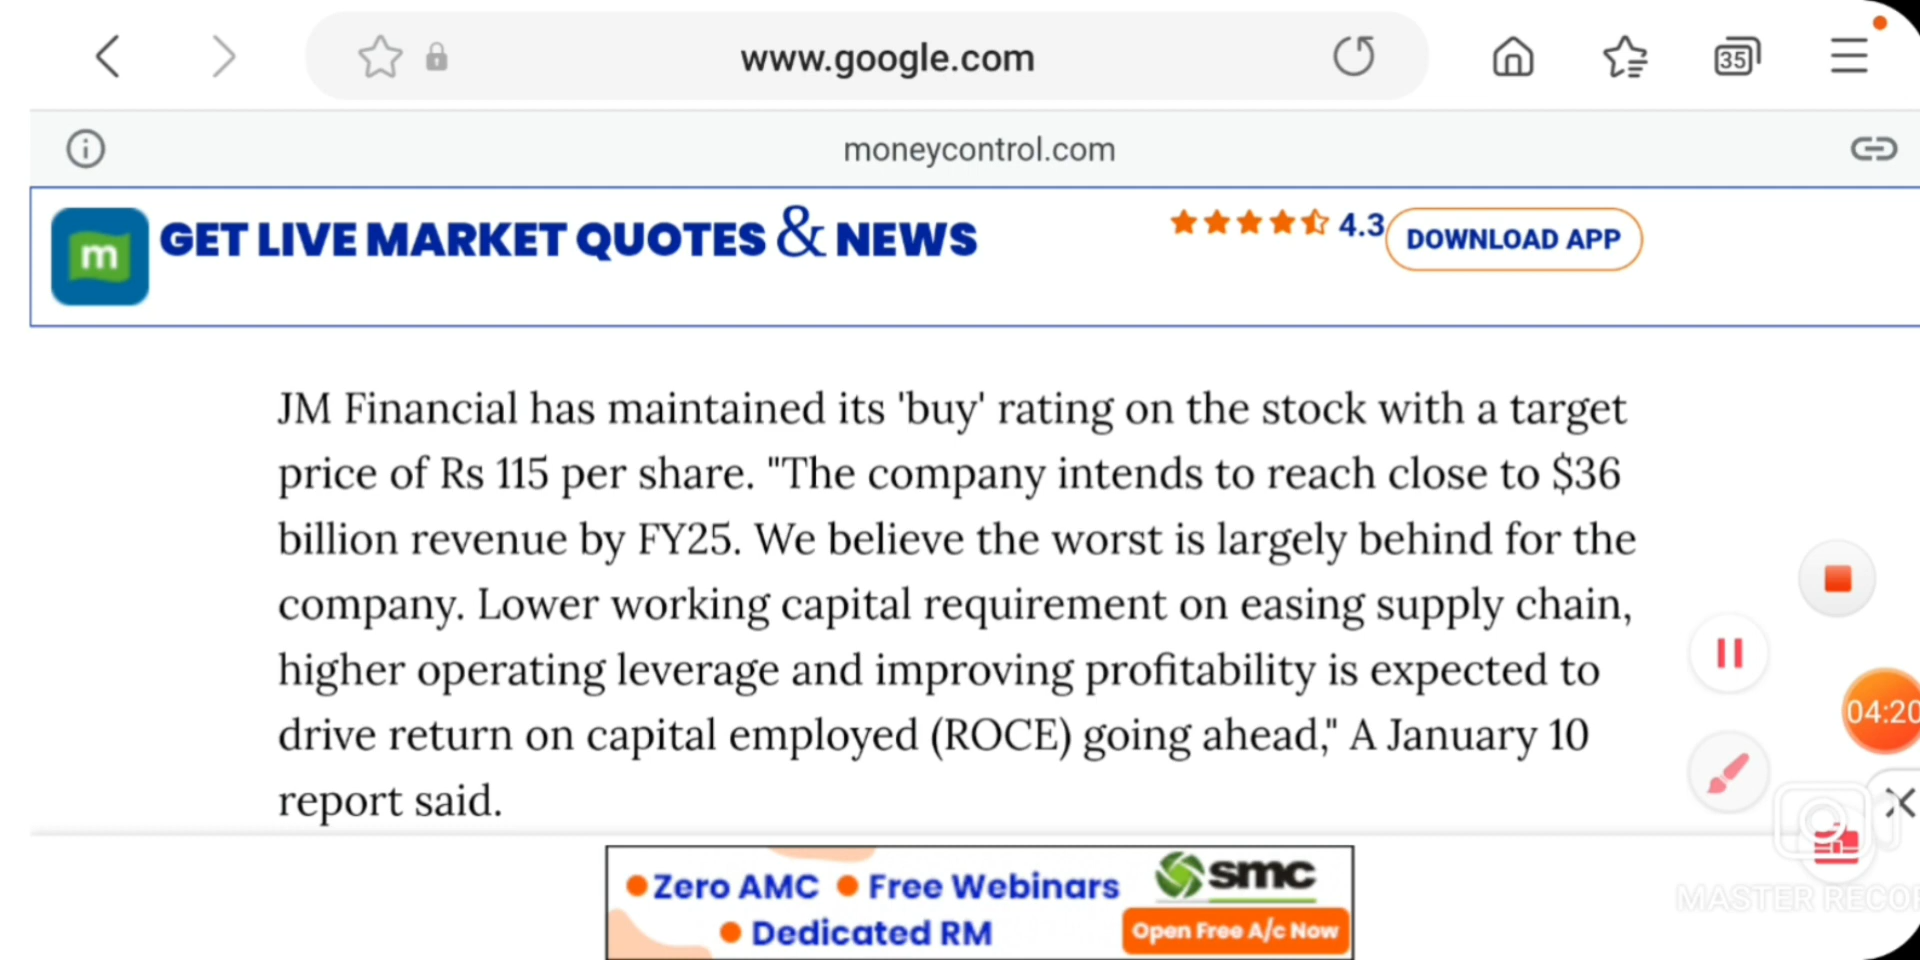 www.google.com
35
moneycontrol.com
m
GET LIVE MARKET QUOTES & NEWS
4.3
DOWNLOAD APP
JM Financial has maintained its 'buy' rating on the stock with a target
price of Rs 115 per share. "The company intends to reach close to $36
billion revenue by FY25. We believe the worst is largely behind for the
company. Lower working capital requirement on easing supply chain,
higher operating leverage and improving profitability is expected to
drive return on capital employed (ROCE) going ahead," A January 10
report said.
04:20
Zero AMC
Free Webinars
smc
Dedicated RM
Open Free A/c Now
MASTER RECOR